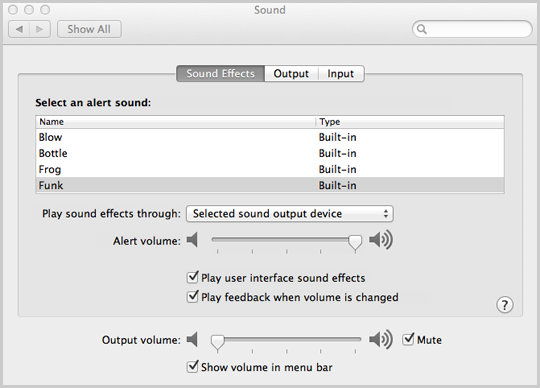 Sound
Show All
Sound Effects Output Input
Select an alert sound:
Name Type
Blow Built-in
Bottle Built-in
Frog Built-in
Funk Built-in
Play sound effects through: Selected sound output device
Alert volume:
Play user interface sound effects
Play feedback when volume is changed
?
Output volume: Mute
Show volume in menu bar